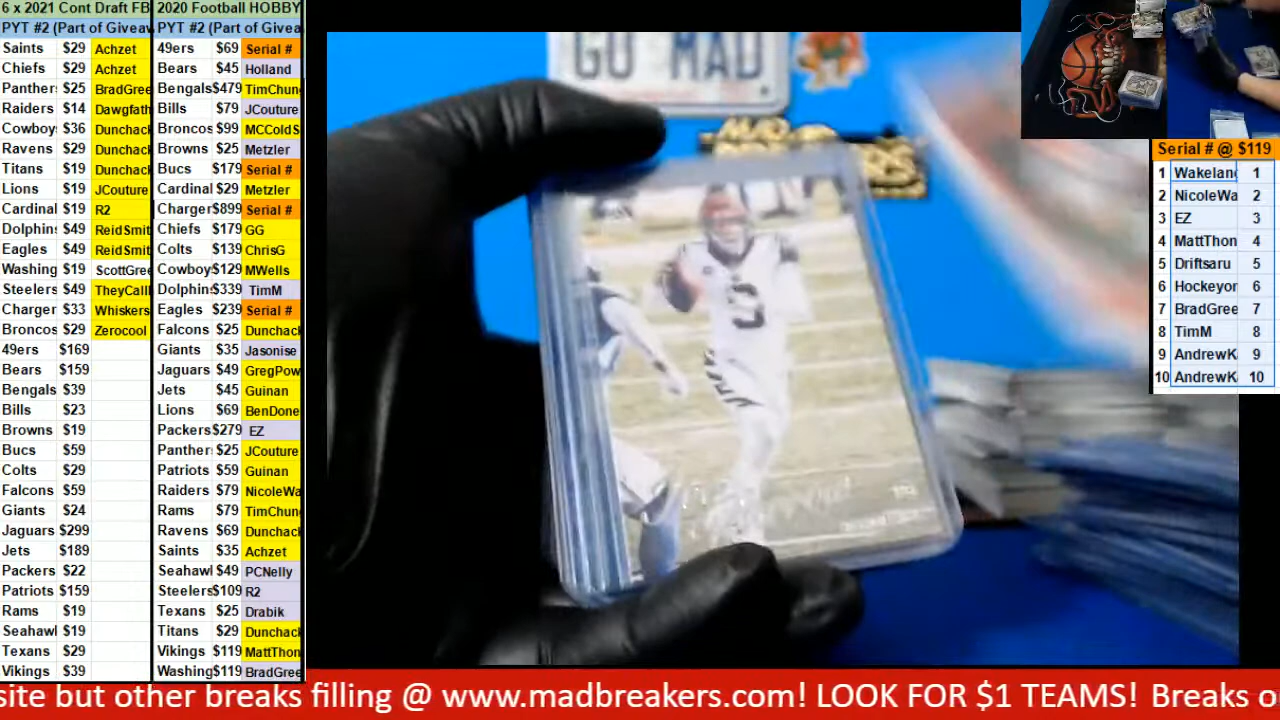 6 x 2021 Cont Draft FB
PYT #2 (Part of Giveaw
Saints $29 Achzet
Chiefs $29 Achzet
Panther $25 BradGree
Raiders $14 Dawgfath
Cowboy $36 Dunchack
Ravens $29 Dunchack
Titans $19 Dunchack
Lions $19 JCouture
Cardinal $19 R2
Dolphin $49 ReidSmit
Eagles $49 ReidSmit
Washing $19 ScottGree
Steelers $49 TheyCalll
Charger $33 Whiskers
Broncos $29 Zerocool
49ers $169
Bears $159
Bengals $39
Bills $23
Browns $19
Bucs $59
Colts $29
Falcons $59
Giants $24
Jaguars $299
Jets $189
Packers $22
Patriots $159
Rams $19
Seahawl $19
Texans $29
Vikings $39
2020 Football HOBBY
PYT #2 (Part of Givea
49ers $69 Serial #
Bears $45 Holland
Bengals $479 TimChung
Bills $79 JCouture
Broncos $99 MCColdS
Browns $25 Metzler
Bucs $179 Serial #
Cardinal $29 Metzler
Charger $899 Serial #
Chiefs $179 GG
Colts $139 ChrisG
Cowboy $129 MWells
Dolphin $339 TimM
Eagles $239 Serial #
Falcons $25 Dunchack
Giants $35 Jasonise
Jaguars $49 GregPow
Jets $45 Guinan
Lions $69 BenDone
Packers $279 EZ
Panther $25 JCouture
Patriots $59 Guinan
Raiders $79 NicoleWa
Rams $79 TimChung
Ravens $69 Dunchack
Saints $35 Achzet
Seahawl $49 PCNelly
Steelers $109 R2
Texans $25 Drabik
Titans $29 Dunchack
Vikings $119 MattThon
Washing $119 BradGree
GO MAD
MAD
9
Serial # @ $119
1 Wakeland 1
2 NicoleWa 2
3 EZ 3
4 MattThon 4
5 Driftsaru 5
6 Hockeyor 6
7 BradGree 7
8 TimM 8
9 AndrewK 9
10 AndrewK 10
site but other breaks filling @ www.madbreakers.com! LOOK FOR $1 TEAMS! Breaks o